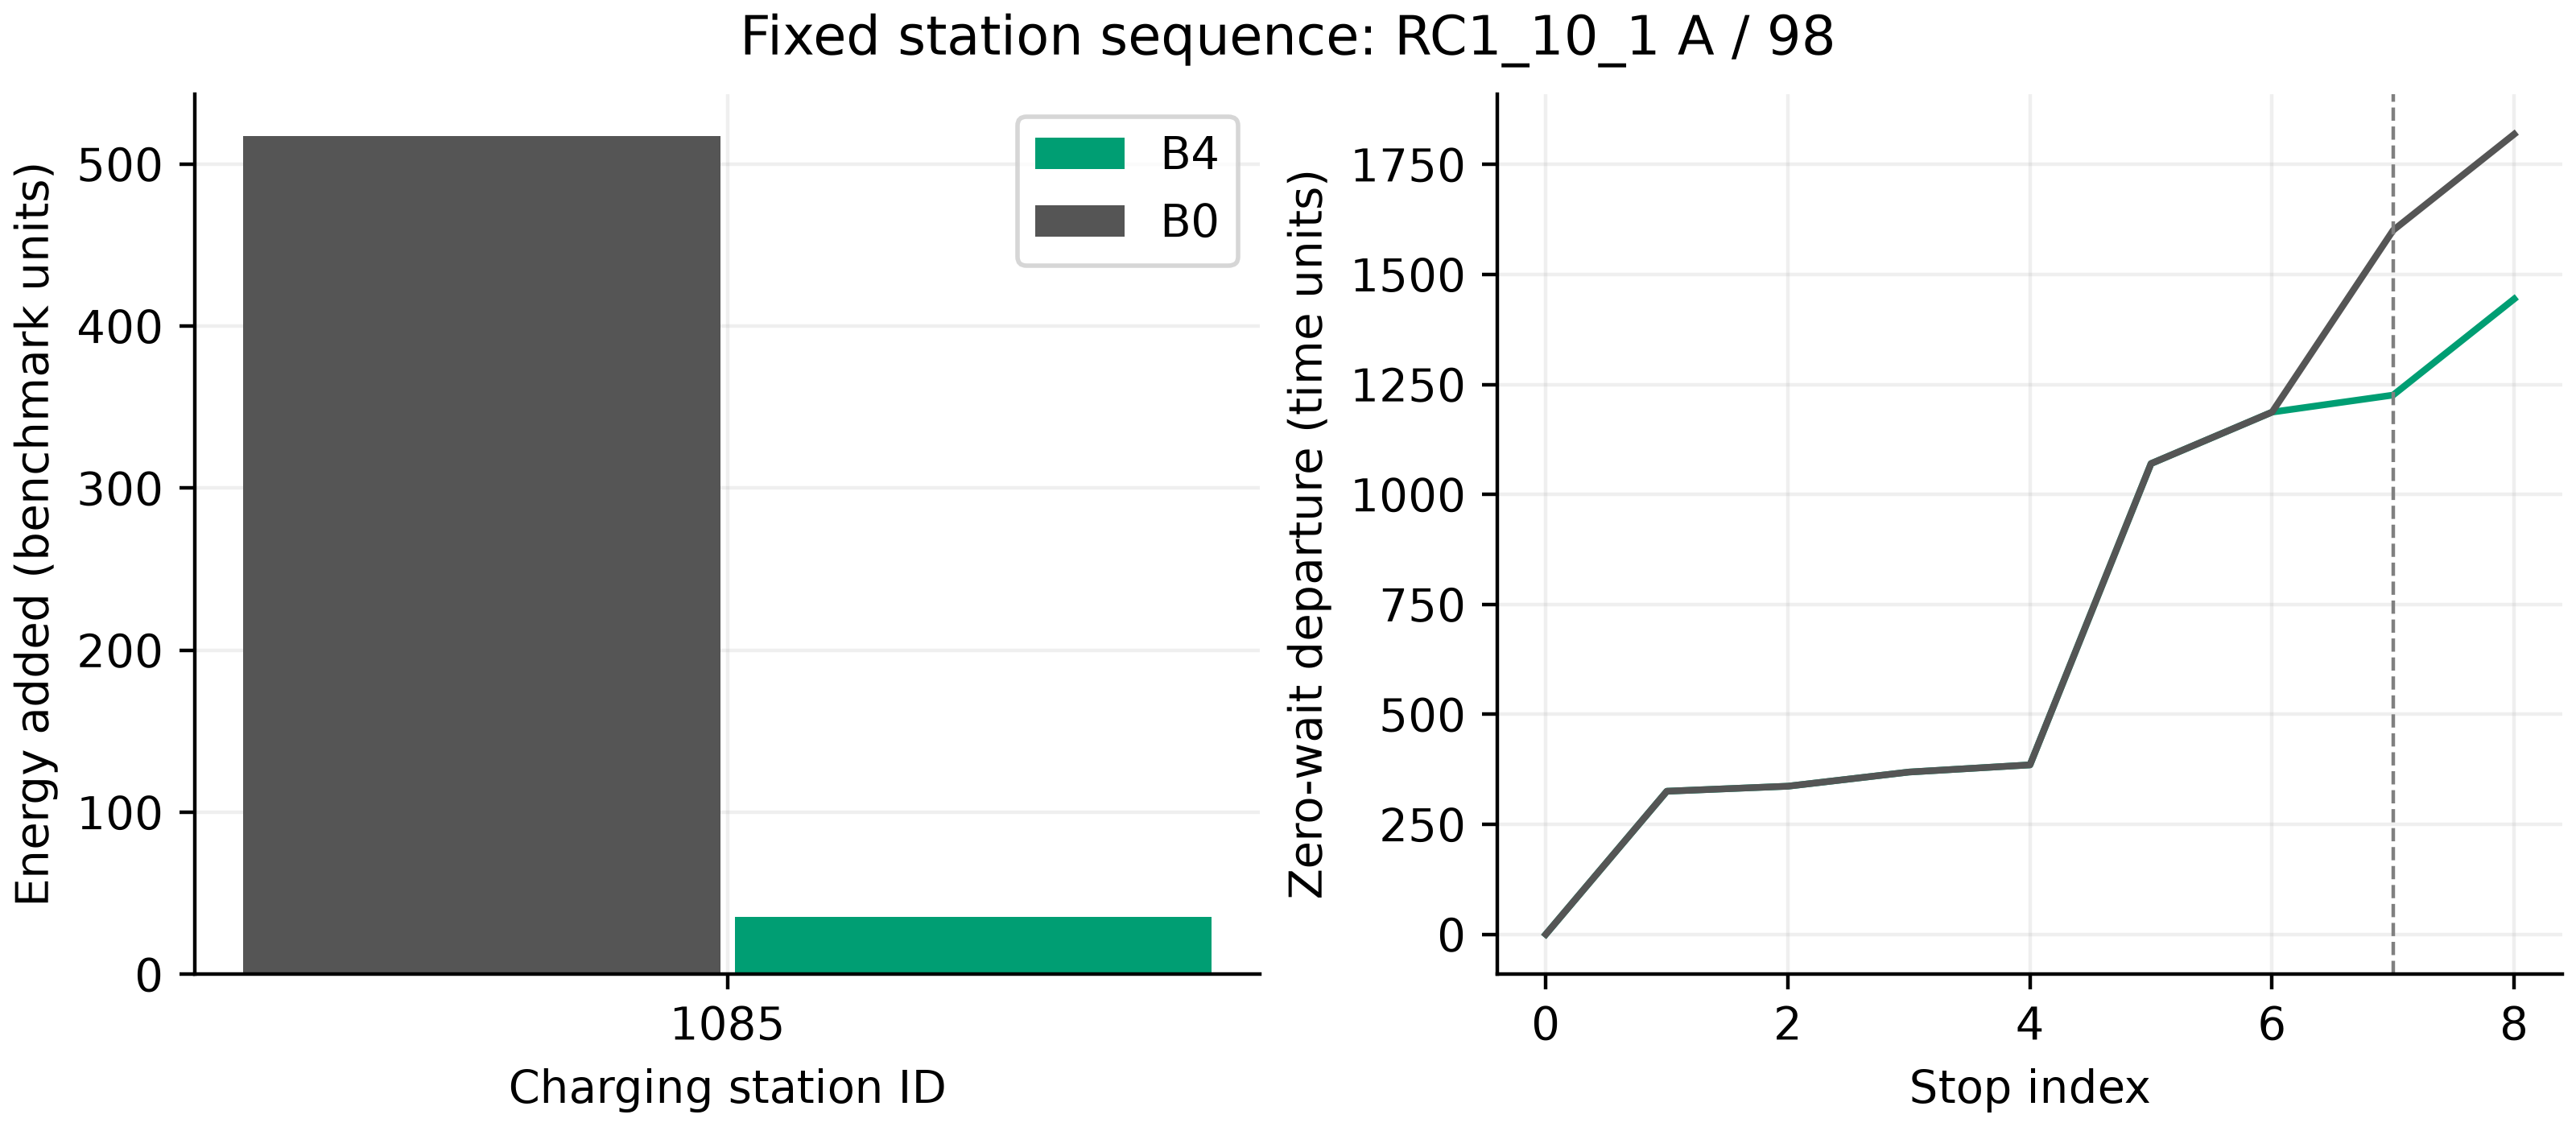 Fixed station sequence: RC1_10_1 A / 98
Energy added (benchmark units)
500
400
300
200
100
0
1085
Charging station ID
B4
B0
Zero-wait departure (time units)
1750
1500
1250
1000
750
500
250
0
0 2 4 6 8
Stop index